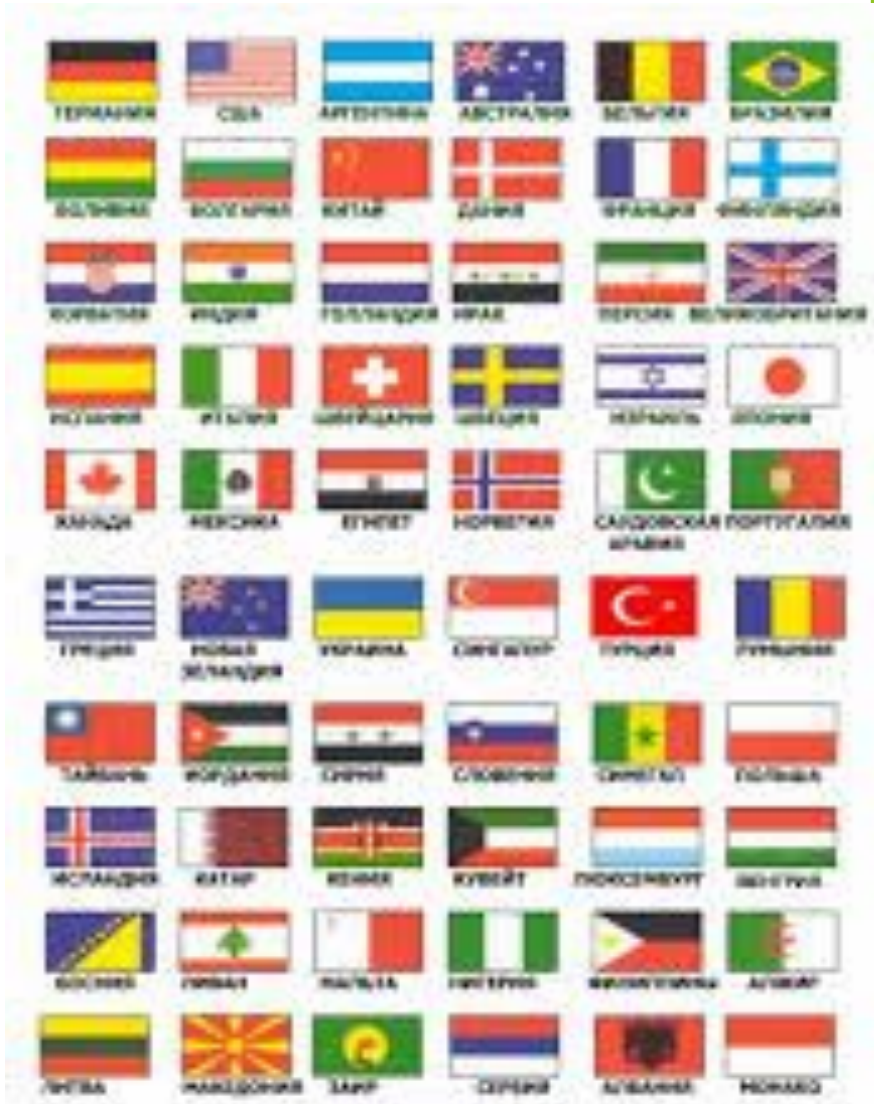 ГЕРМАНИЯ США АРГЕНТИНА АВСТРАЛИЯ БЕЛЬГИЯ БРАЗИЛИЯ
БОЛИВИЯ БОЛГАРИЯ КИТАЙ ДАНИЯ ФРАНЦИЯ ФИНЛЯНДИЯ
ХОРВАТИЯ ИНДИЯ ГОЛЛАНДИЯ ИРАК ПЕРСИЯ ВЕЛИКОБРИТАНИЯ
ИСПАНИЯ ИТАЛИЯ ШВЕЙЦАРИЯ ШВЕЦИЯ ИЗРАИЛЬ ЯПОНИЯ
КАНАДА МЕКСИКА ЕГИПЕТ НОРВЕГИЯ САУДОВСКАЯ ПОРТУГАЛИЯ
АРАВИЯ
ГРЕЦИЯ НОВАЯ УКРАИНА СИНГАПУР ТУРЦИЯ РУМЫНИЯ
ЗЕЛАНДИЯ
ТАЙВАНЬ ИОРДАНИЯ СИРИЯ СЛОВЕНИЯ СИНЕГАЛ ПОЛЬША
ИСЛАНДИЯ КАТАР КЕНИЯ КУВЕЙТ ЛЮКСЕМБУРГ ВЕНГРИЯ
БОСНИЯ ЛИВАН МАЛЬТА НИГЕРИЯ ФИЛИППИНЫ АЛЖИР
ЛИТВА МАКЕДОНИЯ ЗАИР СЕРБИЯ АЛБАНИЯ МОНАКО